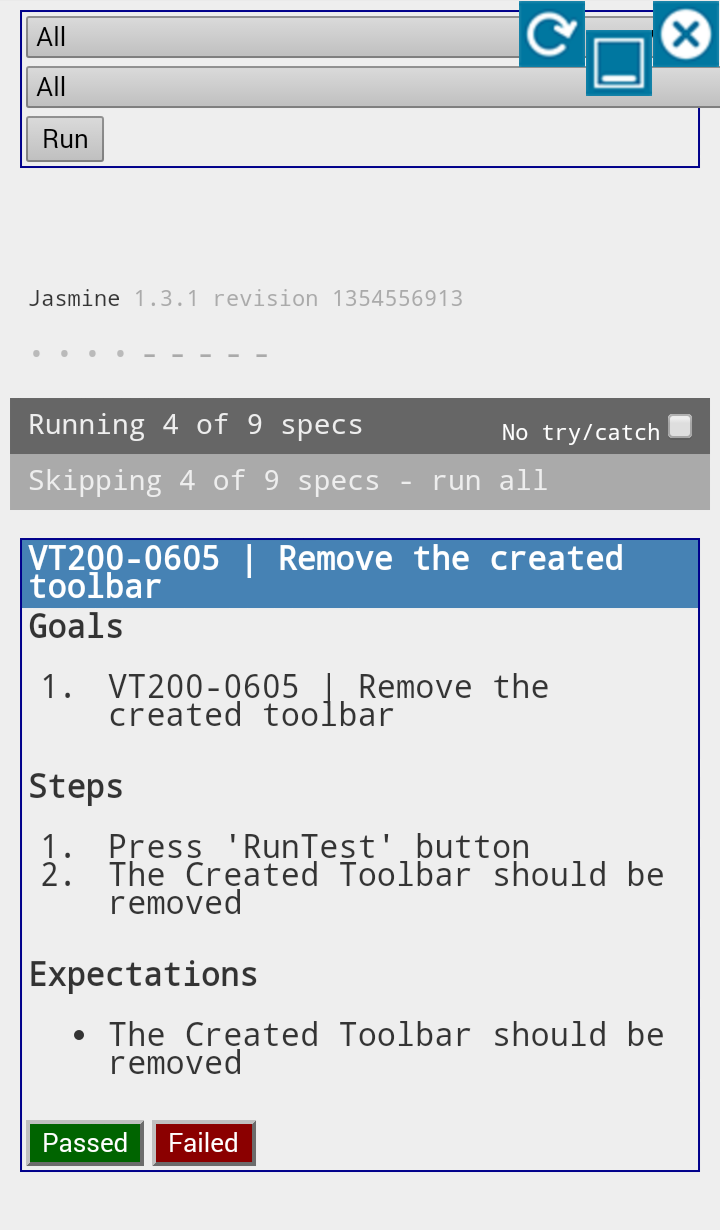 All
All
Run
Jasmine 1.3.1 revision 1354556913
• • • • - - - - -
Running 4 of 9 specs
No try/catch
Skipping 4 of 9 specs - run all
VT200-0605 | Remove the created
toolbar
Goals
1. VT200-0605 | Remove the
created toolbar
Steps
1. Press 'RunTest' button
2. The Created Toolbar should be
removed
Expectations
• The Created Toolbar should be
removed
Passed Failed